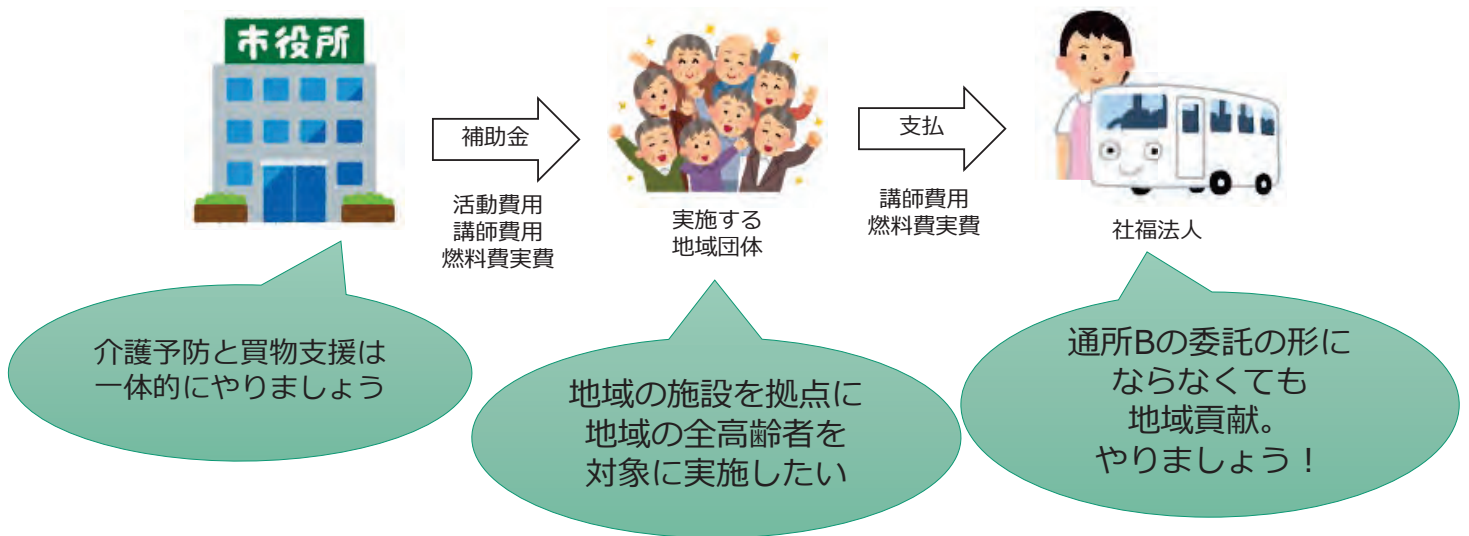 市役所
補助金
活動費用
講師費用
燃料費実費
実施する
地域団体
支払
講師費用
燃料費実費
社福法人
介護予防と買物支援は
一体的にやりましょう
地域の施設を拠点に
地域の全高齢者を
対象に実施したい
通所Bの委託の形に
ならなくても
地域貢献。
やりましょう！